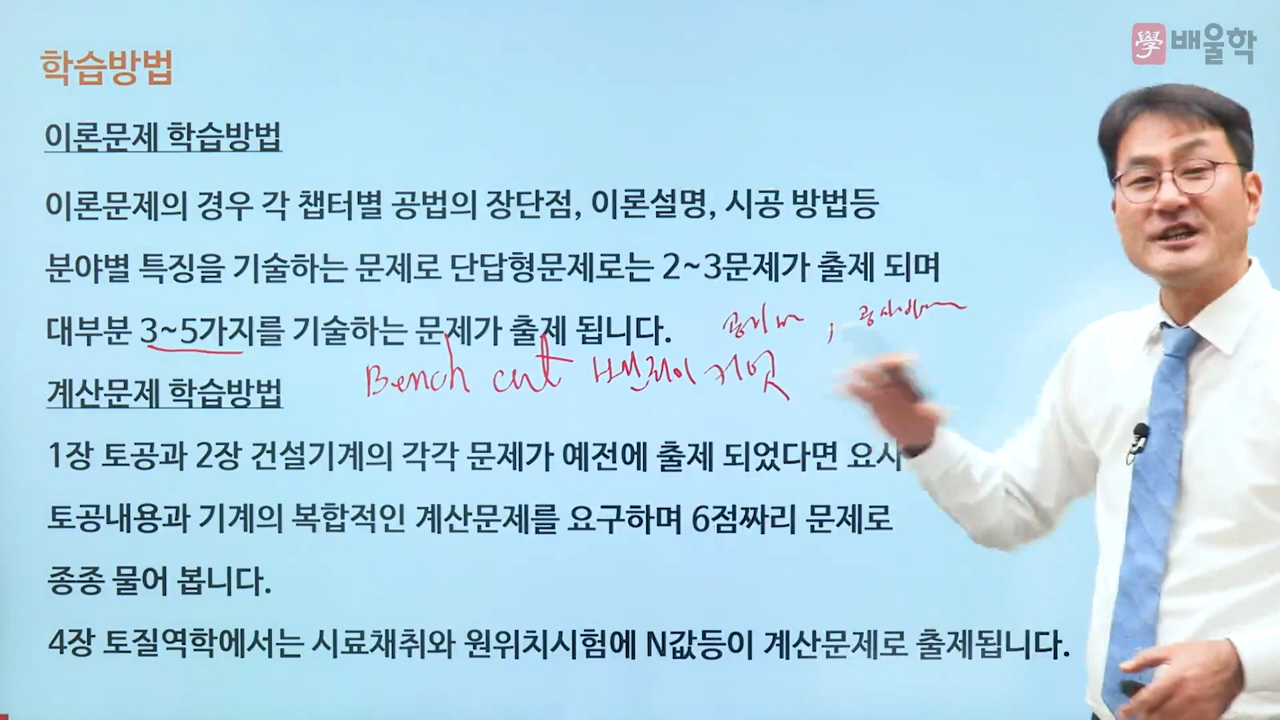 學 배울학
학습방법
이론문제 학습방법
이론문제의 경우 각 챕터별 공법의 장단점, 이론설명, 시공 방법등
분야별 특징을 기술하는 문제로 단답형문제로는 2~3문제가 출제 되며
대부분 3~5가지를 기술하는 문제가 출제 됩니다.
Bench cut
계산문제 학습방법
1장 토공과 2장 건설기계의 각각 문제가 예전에 출제 되었다면 요사
토공내용과 기계의 복합적인 계산문제를 요구하며 6점짜리 문제로
종종 물어 봅니다.
4장 토질역학에서는 시료채취와 원위치시험에 N값등이 계산문제로 출제됩니다.